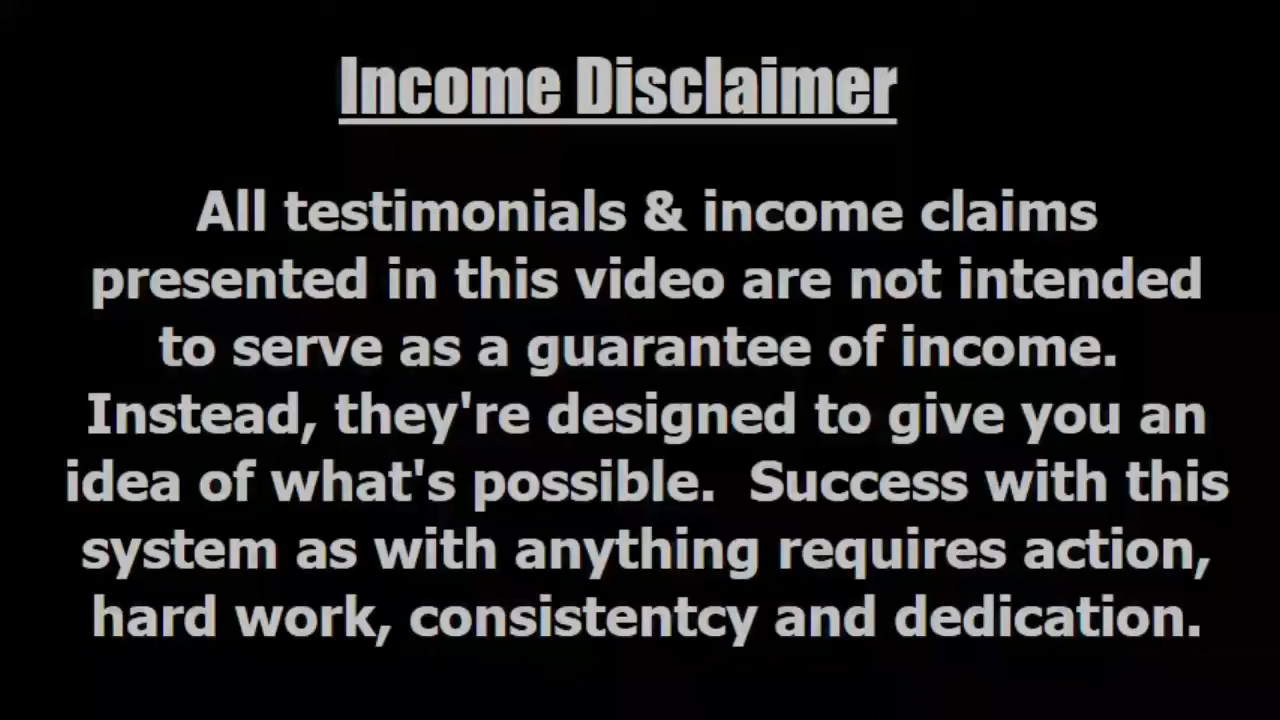 Income Disclaimer
All testimonials & income claims
presented in this video are not intended
to serve as a guarantee of income.
Instead, they're designed to give you an
idea of what's possible.  Success with this
system as with anything requires action,
hard work, consistentcy and dedication.